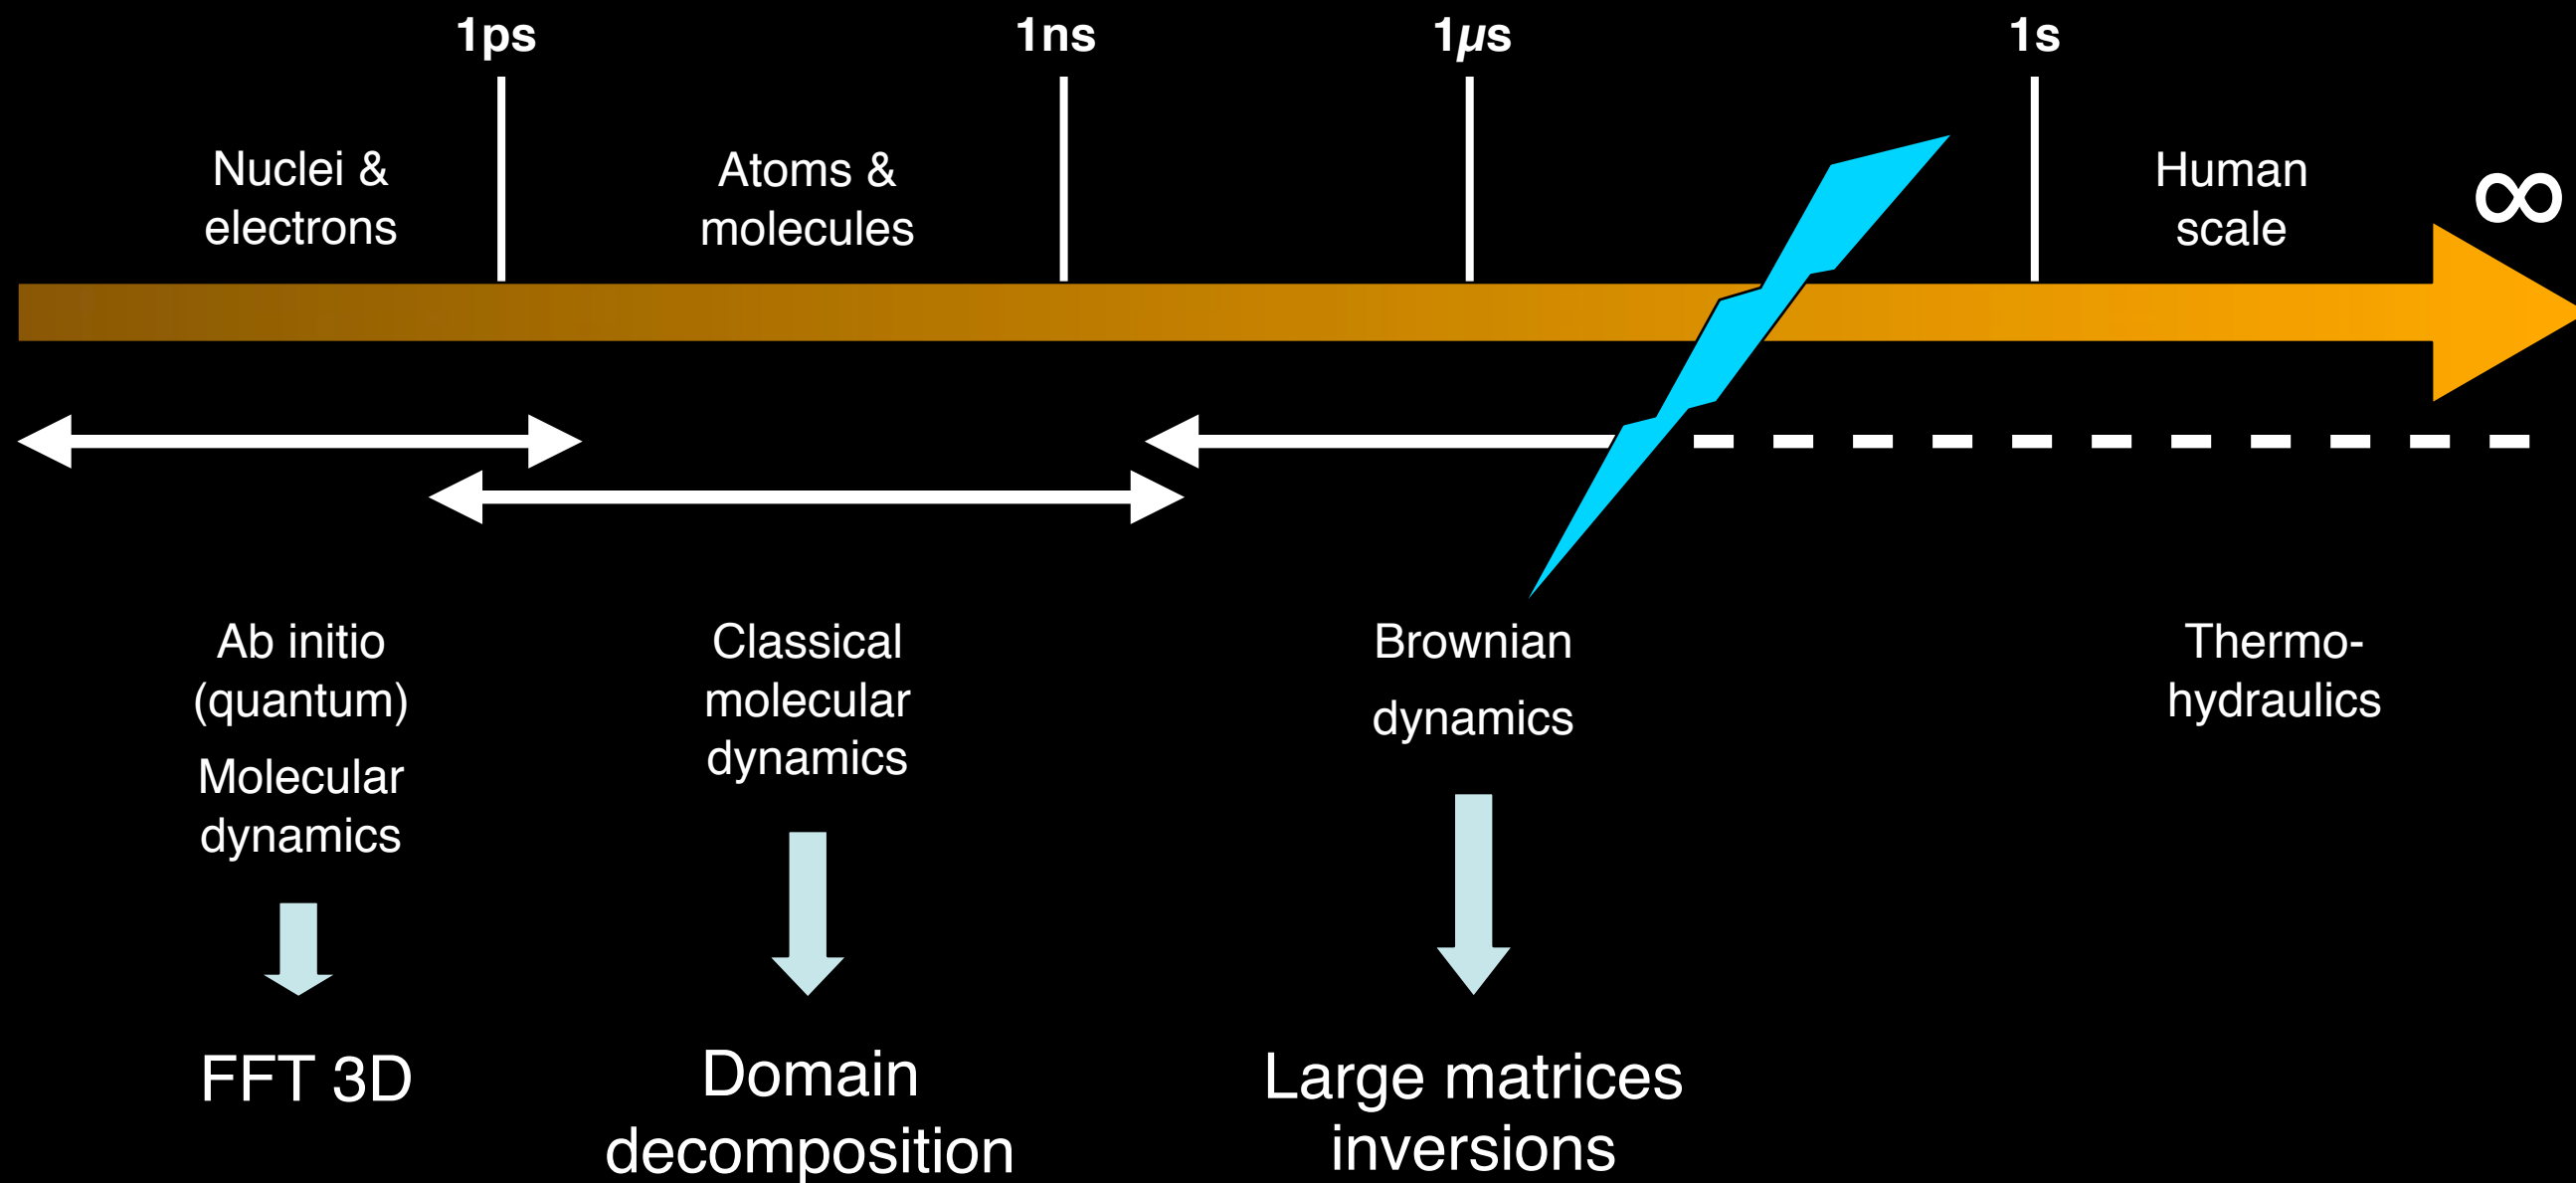 1ps
1ns
1µs
1s
Nuclei &
electrons
Atoms &
molecules
Human
scale
∞
Ab initio
(quantum)
Molecular
dynamics
Classical
molecular
dynamics
Brownian
dynamics
Thermo-
hydraulics
FFT 3D
Domain
decomposition
Large matrices
inversions